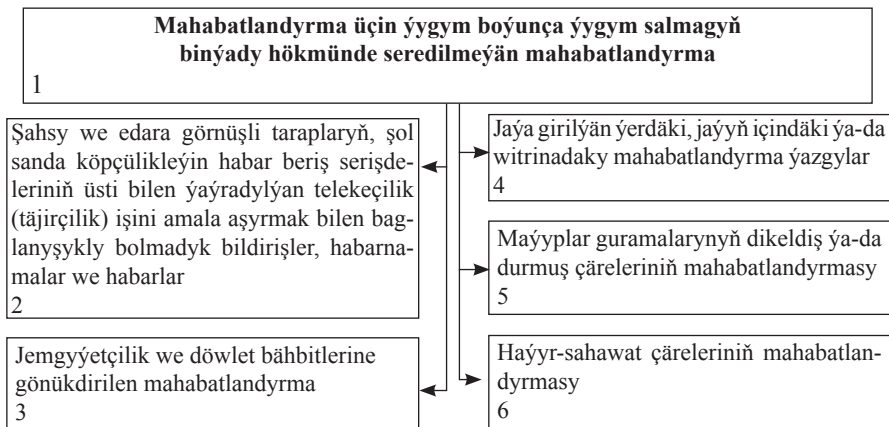 Mahabatlandyrma üçin ýygym boýunça ýygym salmagyň
binýady hökmünde seredilmeýän mahabatlandyrma
1
Şahsy we edara görnüşli taraplaryň, şol
sanda köpçülikleýin habar beriş serişde-
leriniň üsti bilen ýaýradylýan telekeçilik
(täjirçilik) işini amala aşyrmak bilen bag-
lanyşykly bolmadyk bildirişler, habarna-
malar we habarlar
2
Jemgyýetçilik we döwlet bähbitlerine
gönükdirilen mahabatlandyrma
3
Jaýa girilýän ýerdäki, jaýyň içindäki ýa-da
witrinadaky mahabatlandyrma ýazgylar
4
Maýyplar guramalarynyň dikeldiş ýa-da
durmuş çäreleriniň mahabatlandyrmasy
5
Haýyr-sahawat çäreleriniň mahabatlan-
dyrmasy
6